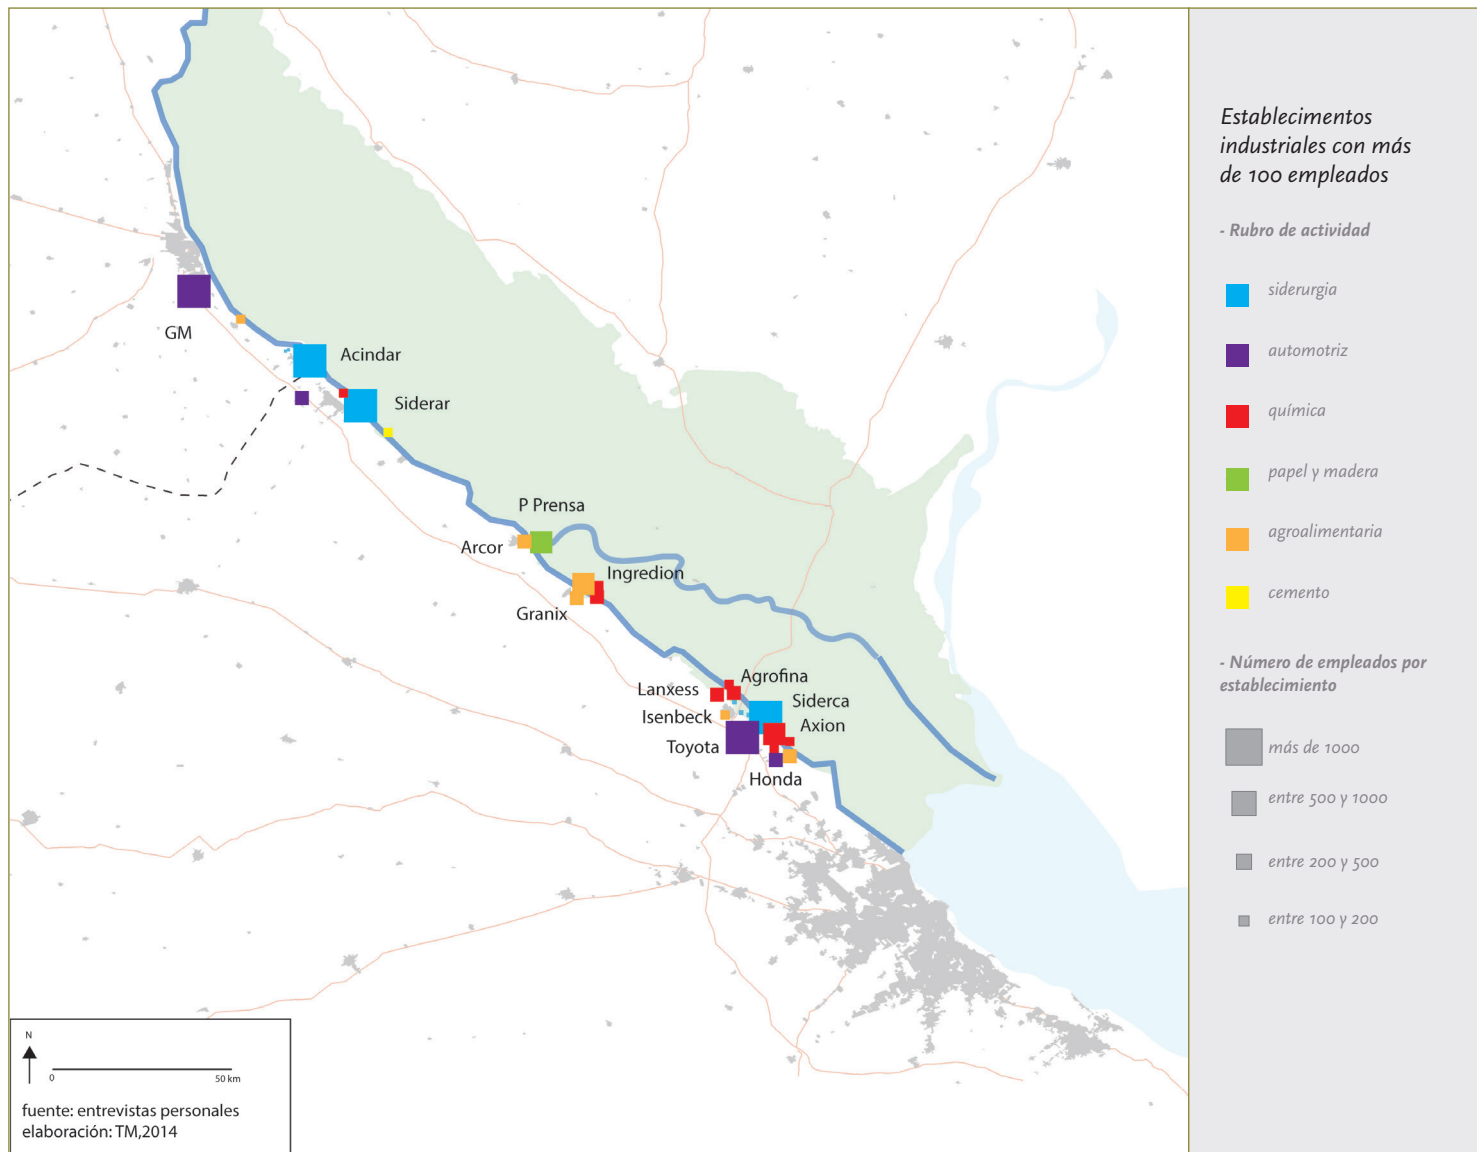 GM
Acindar
Siderar
P Prensa
Arcor
Ingredion
Granix
Agrofina
Lanxess
Siderca
Isenbeck
Axion
Toyota
Honda
N
0
50 km
fuente: entrevistas personales
elaboración: TM,2014
Establecimentos
industriales con más
de 100 empleados
- Rubro de actividad
siderurgia
automotriz
química
papel y madera
agroalimentaria
cemento
- Número de empleados por
establecimiento
más de 1000
entre 500 y 1000
entre 200 y 500
entre 100 y 200